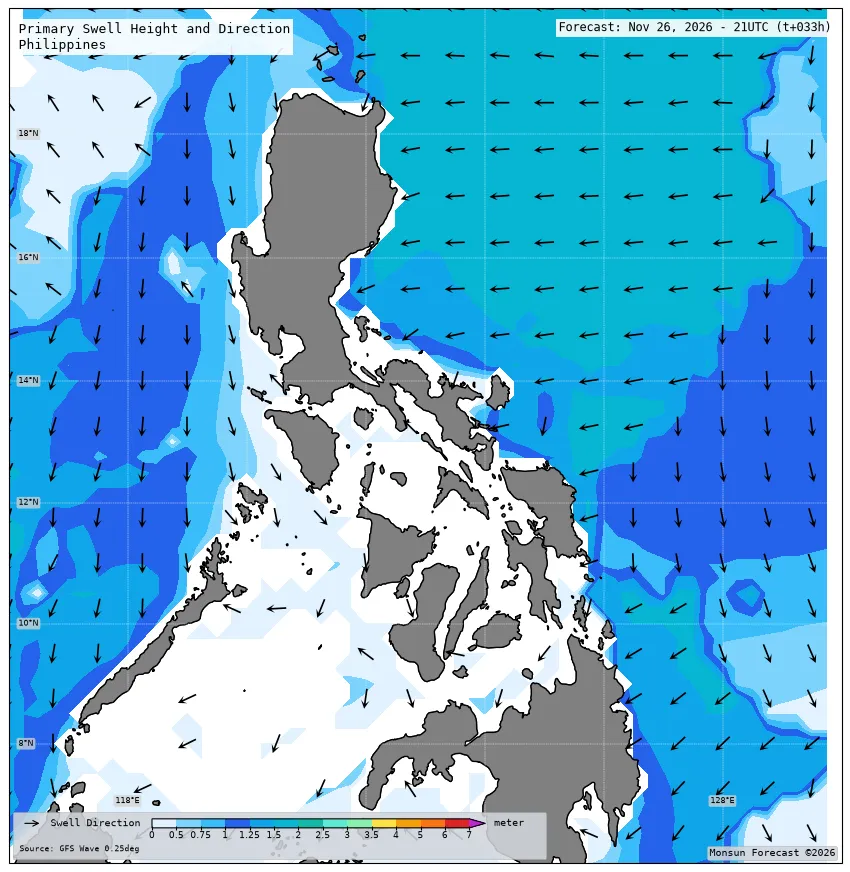 Primary Swell Height and Direction
Philippines
Forecast: Nov 26, 2026 - 21UTC (t+033h)
18°N
16°N
14°N
12°N
10°N
8°N
118°E
128°E
Swell Direction
0 0.5 0.75 1 1.25 1.5 2 2.5 3 3.5 4 5 6 7
meter
Source: GFS Wave 0.25deg
Monsun Forecast ©2026